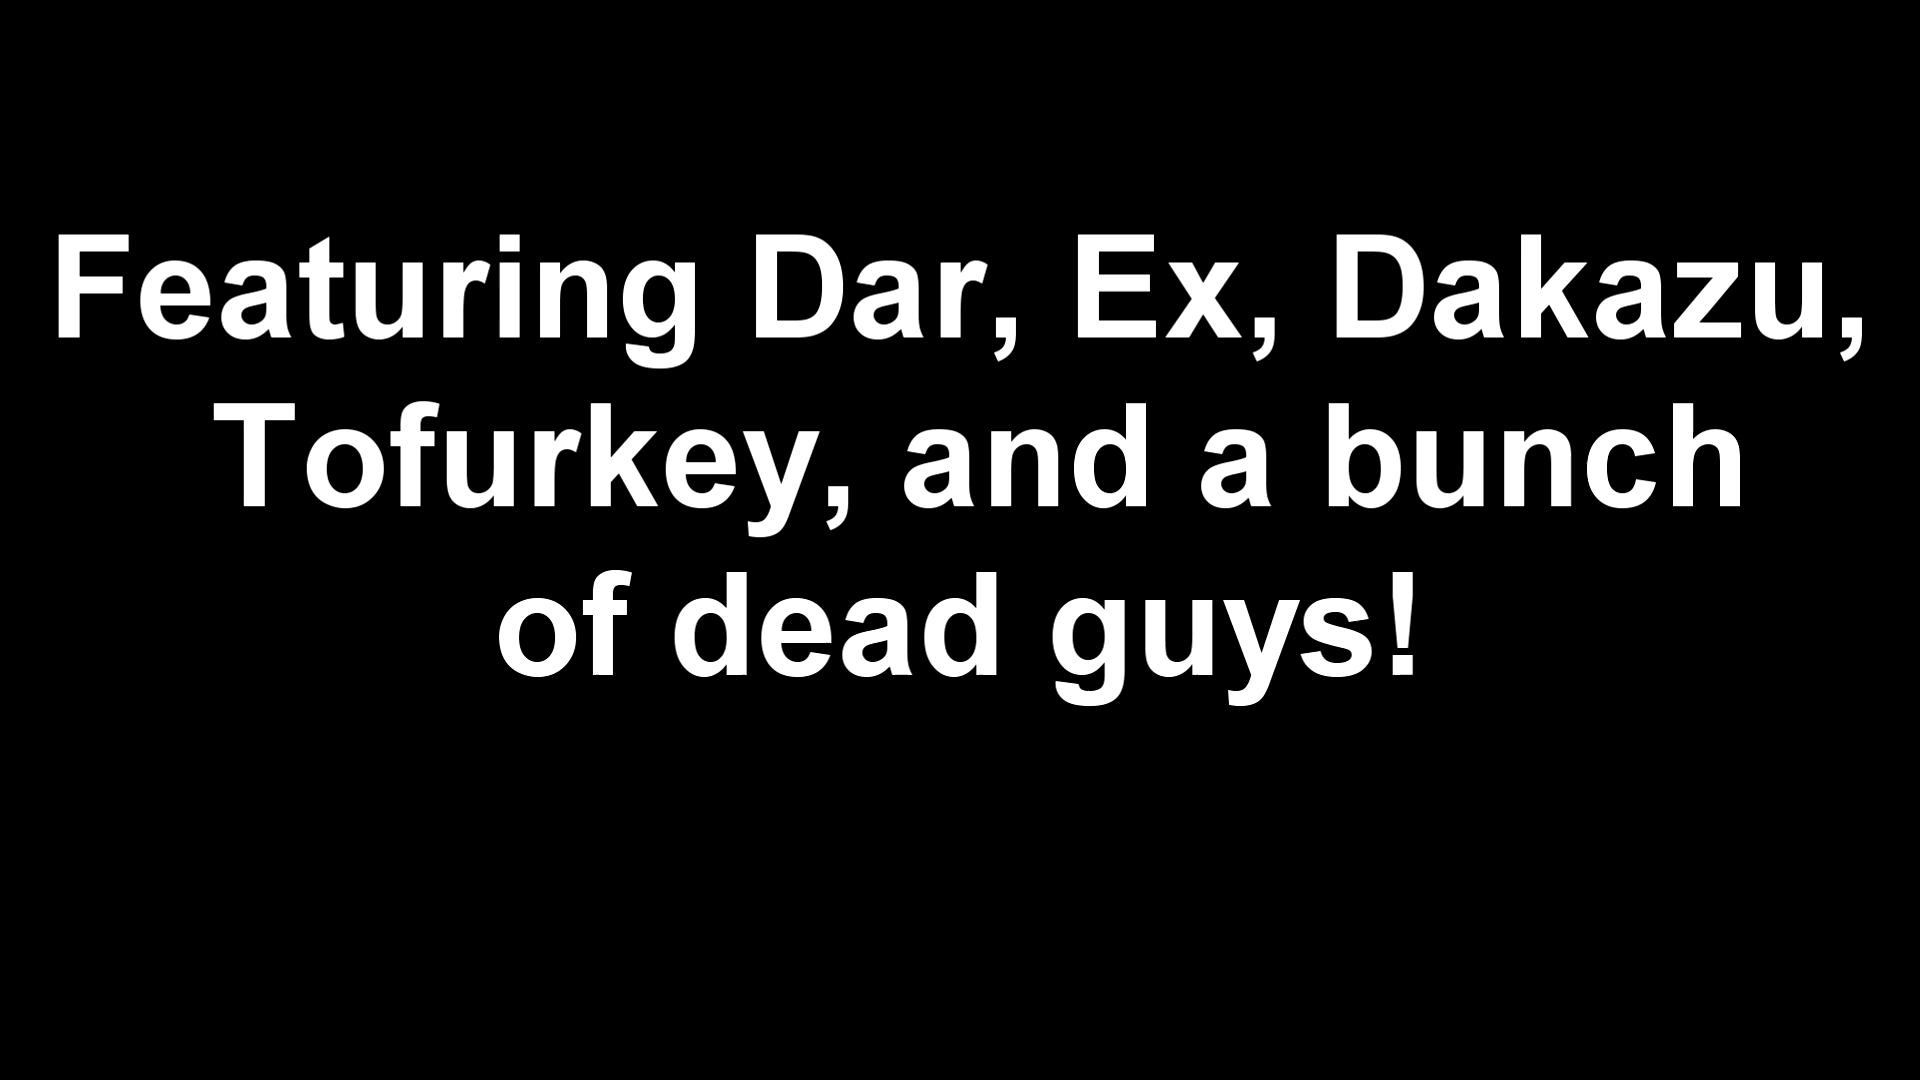 Featuring Dar, Ex, Dakazu,
Tofurkey, and a bunch
of dead guys!